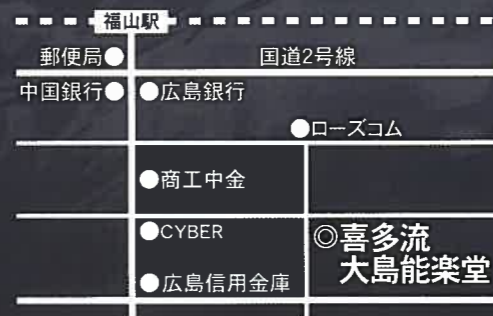 福山駅
郵便局●
国道2号線
中国銀行●
●広島銀行
●ローズコム
●商工中金
●CYBER
◎喜多流
大島能楽堂
●広島信用金庫